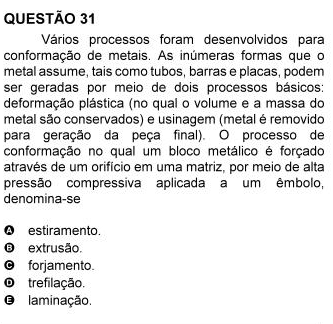 QUESTÃO 31
Vários processos foram desenvolvidos para
conformação de metais. As inúmeras formas que o
metal assume, tais como tubos, barras e placas, podem
ser geradas por meio de dois processos básicos:
deformação plástica (no qual o volume e a massa do
metal são conservados) e usinagem (metal é removido
para geração da peça final). O processo de
conformação no qual um bloco metálico é forçado
através de um orifício em uma matriz, por meio de alta
pressão compressiva aplicada a um êmbolo,
denomina-se
A estiramento.
B extrusão.
C forjamento.
D trefilação.
E laminação.